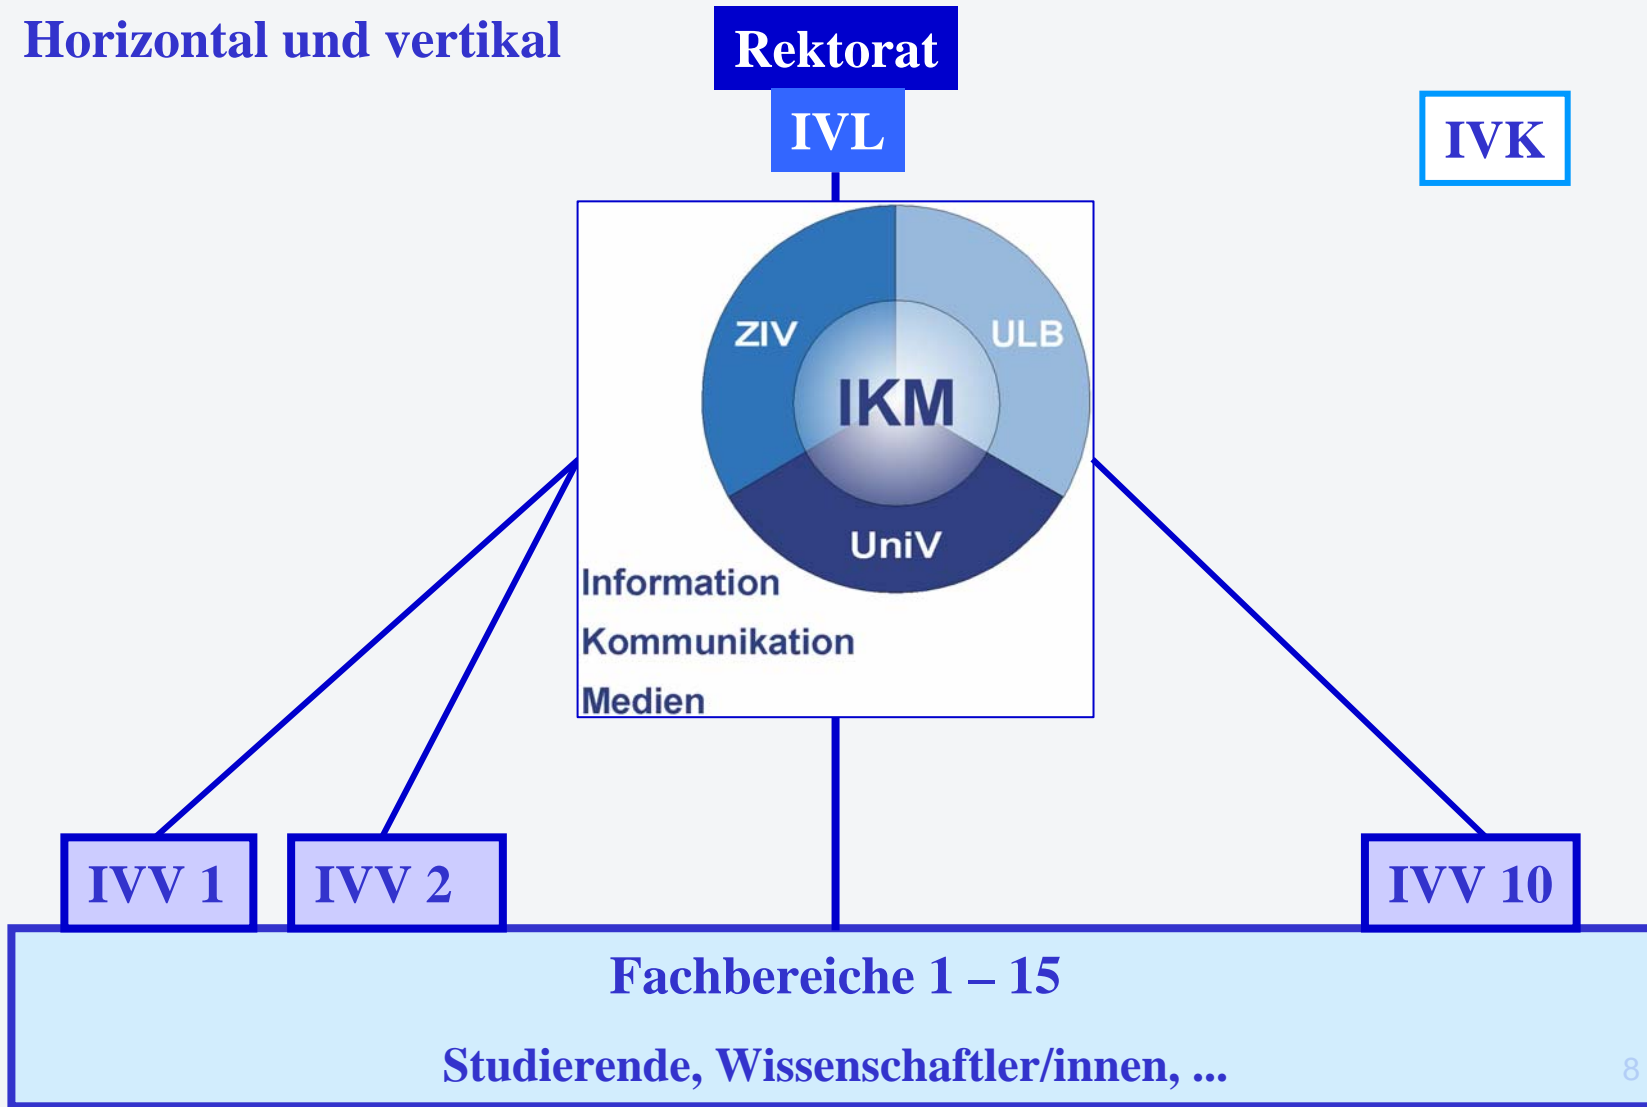 Horizontal und vertikal
Rektorat
IVL
IVK
ZIV
ULB
IKM
UniV
Information
Kommunikation
Medien
IVV 1
IVV 2
IVV 10
Fachbereiche 1 – 15
Studierende, Wissenschaftler/innen, ...
8